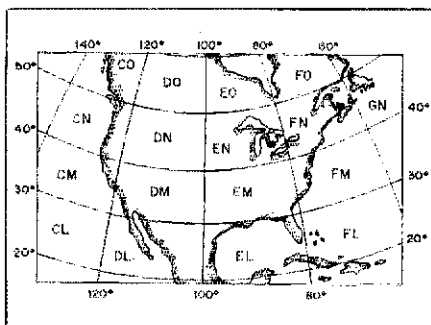 140° 120° 100° 80° 60°
50° CO DO EO FO
CN DN EN FN GN
40° 40°
CM DM EM FM
30° 30°
CL DL EL FL
20° 20°
120° 100° 80°